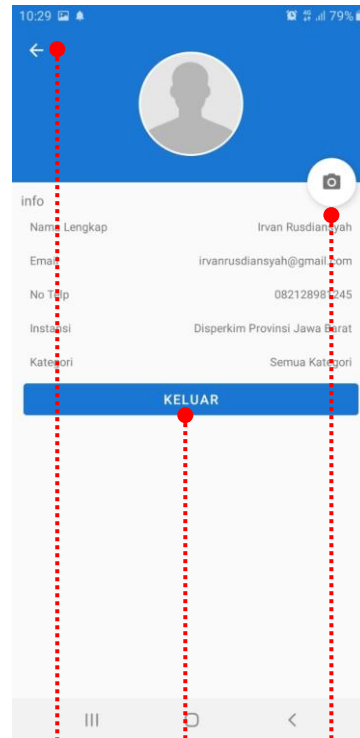 10:29 79%
info
Nama Lengkap Irvan Rusdiansyah
Email irvanrusdiansyah@gmail.com
No Telp 082128981245
Instansi Disperkim Provinsi Jawa Barat
Kategori Semua Kategori
KELUAR